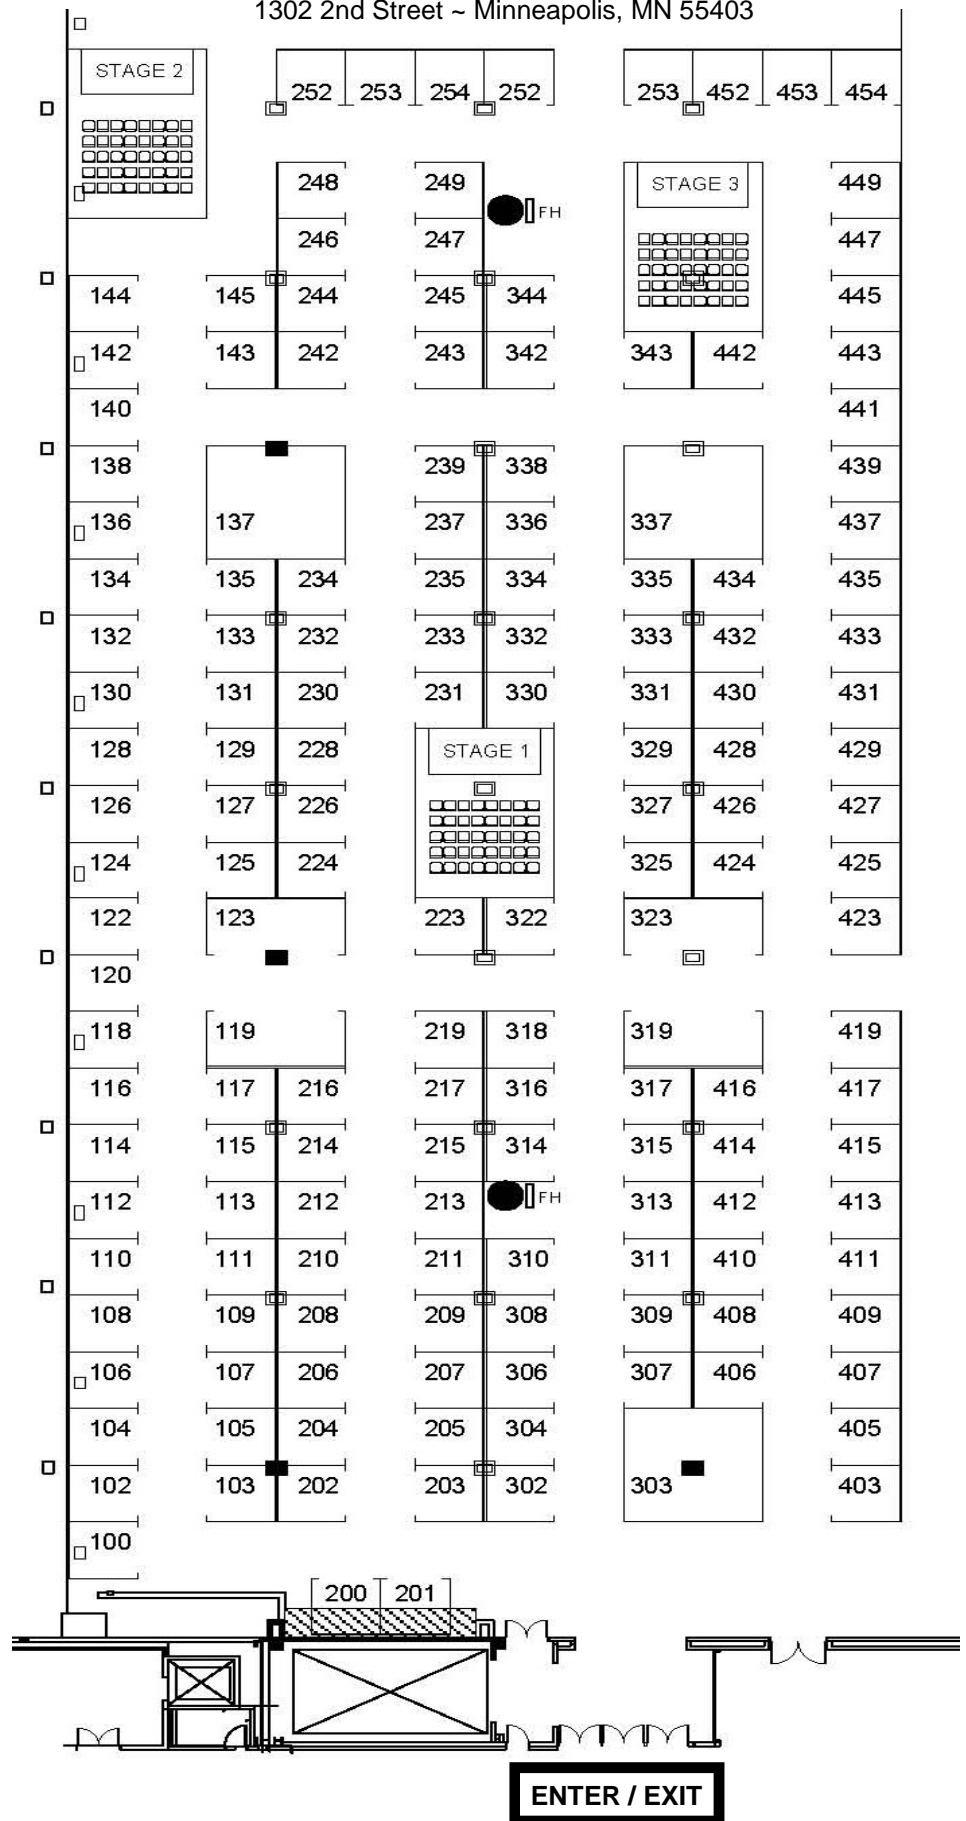 1302 2nd Street ~ Minneapolis, MN 55403
STAGE 2
252 253 254 252 253 452 453 454
248 249 STAGE 3 449
FH
246 247 447
144 145 244 245 344 445
142 143 242 243 342 343 442 443
140 441
138 239 338 439
136 137 237 336 337 437
134 135 234 235 334 335 434 435
132 133 232 233 332 333 432 433
130 131 230 231 330 331 430 431
128 129 228 STAGE 1 329 428 429
126 127 226 327 426 427
124 125 224 325 424 425
122 123 223 322 323 423
120
118 119 219 318 319 419
116 117 216 217 316 317 416 417
114 115 214 215 314 315 414 415
112 113 212 213 FH 313 412 413
110 111 210 211 310 311 410 411
108 109 208 209 308 309 408 409
106 107 206 207 306 307 406 407
104 105 204 205 304 405
102 103 202 203 302 303 403
100
200 201
ENTER / EXIT